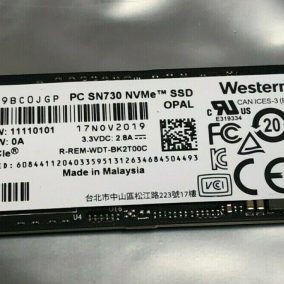 9BC0JGP PC SN730 NVMe™ SSD
OPAL
Western
17NOV2019
W: 11110101
3.3VDC: 2.8A
W: 0A
R-REM-WDT-BK2T00C
CAN ICES-3 (
E319334
20
Made in Malaysia
VCI
台北市中山區松江路223號17樓
U4